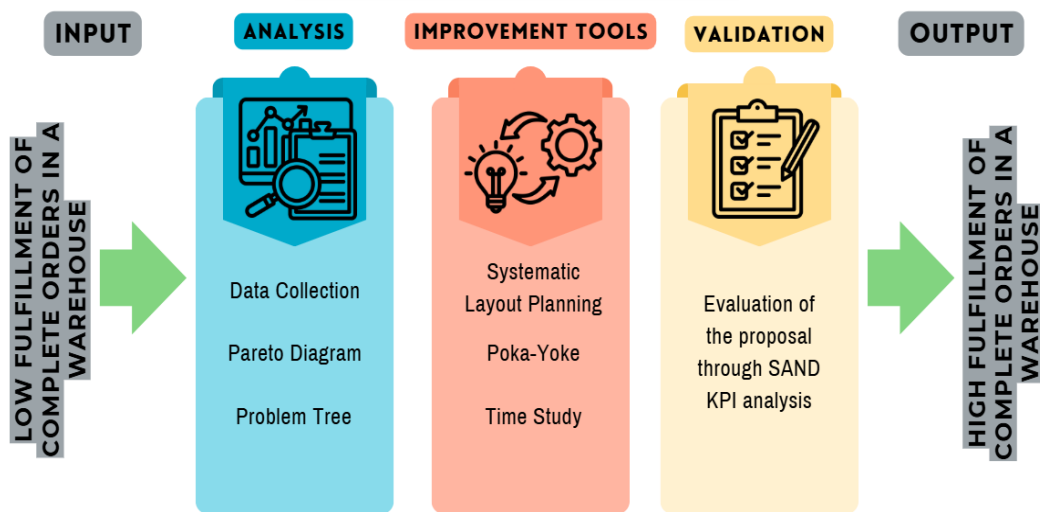 INPUT
ANALYSIS
IMPROVEMENT TOOLS
VALIDATION
OUTPUT
LOW FULFILLMENT OF
COMPLETE ORDERS IN A
WAREHOUSE
Data Collection
Pareto Diagram
Problem Tree
Systematic
Layout Planning
Poka-Yoke
Time Study
Evaluation of
the proposal
through SAND
KPI analysis
HIGH FULFILLMENT OF
COMPLETE ORDERS IN A
WAREHOUSE